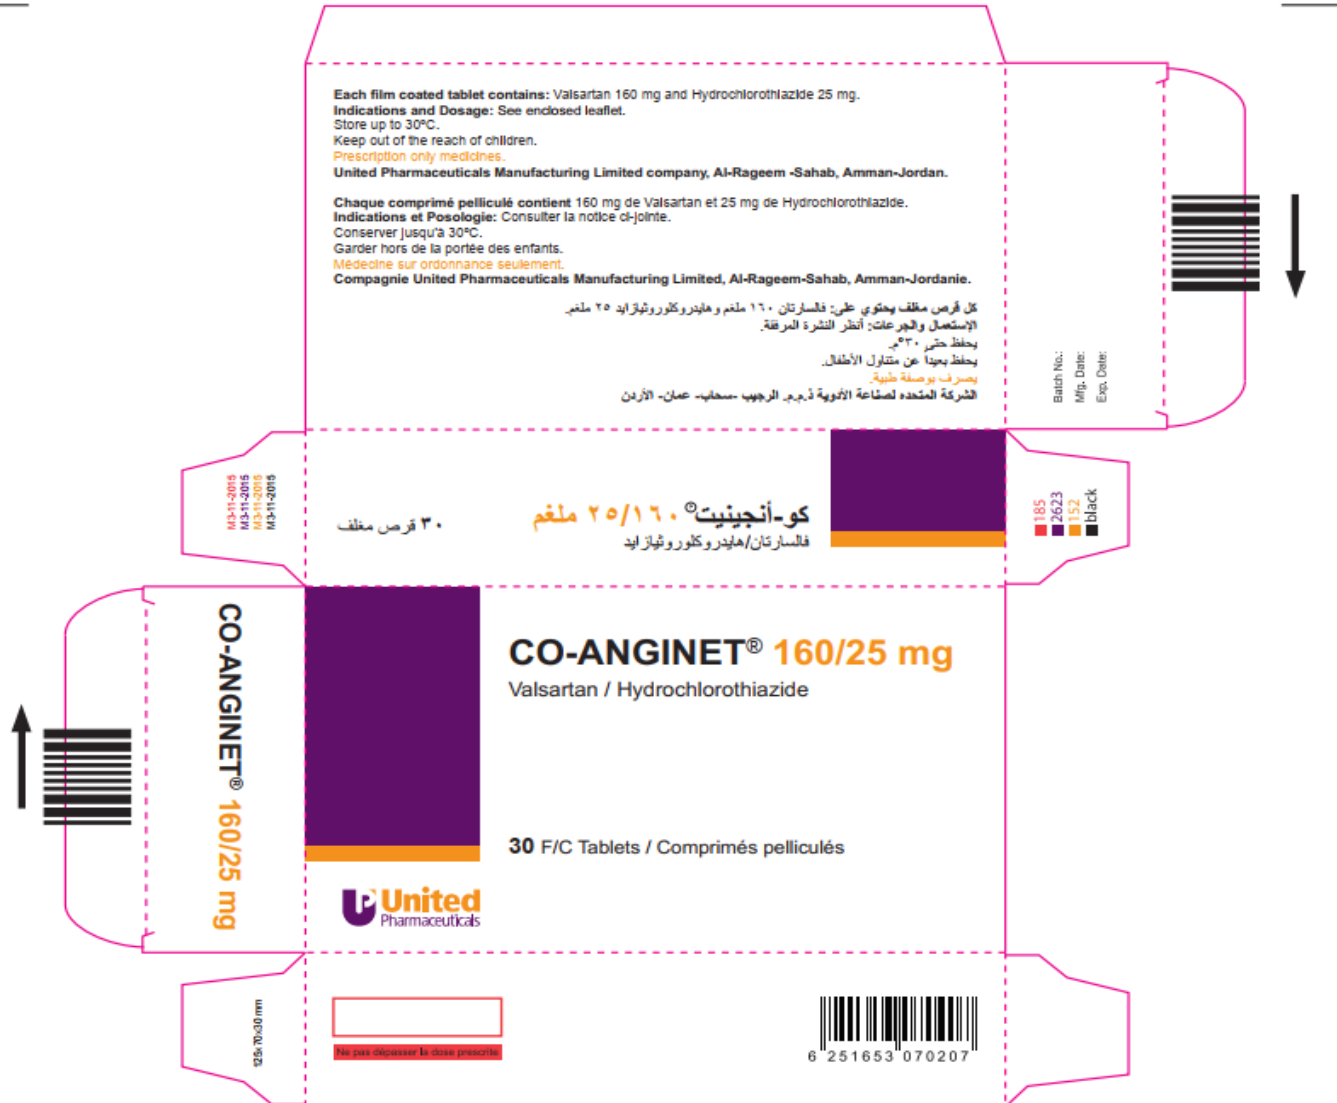 Each film coated tablet contains: Valsartan 160 mg and Hydrochlorothiazide 25 mg.
Indications and Dosage: See enclosed leaflet.
Store up to 30ºC.
Keep out of the reach of children.
Prescription only medicines.
United Pharmaceuticals Manufacturing Limited company, Al-Rageem -Sahab, Amman-Jordan.
Chaque comprimé pelliculé contient 160 mg de Valsartan et 25 mg de Hydrochlorothiazide.
Indications et Posologie: Consulter la notice ci-jointe.
Conserver jusqu'à 30ºC.
Garder hors de la portée des enfants.
Médecine sur ordonnance seulement.
Compagnie United Pharmaceuticals Manufacturing Limited, Al-Rageem-Sahab, Amman-Jordanie.
كل قرص مغلف يحتوي على: فالسارتان ١٦٠ ملغم و هايدروكلوروثيازايد ٢٥ ملغم.
الإستعمال والجرعات: أنظر النشرة المرفقة.
يحفظ حتى ٣٠°م.
يحفظ بعيداً عن متناول الأطفال.
يصرف بوصفة طبية.
الشركة المتحده لصناعة الأدوية ذ.م.م. الرجيب -سحاب- عمان- الأردن
Batch No.:
Mfg. Date:
Exp. Date:
M3-11-2015
M3-11-2015
M3-11-2015
M3-11-2015
كو-أنجينيت® ٢٥/١٦٠ ملغم
فالسارتان/هايدروكلوروثيازايد
٣٠ قرص مغلف
185
2623
152
black
CO-ANGINET® 160/25 mg
CO-ANGINET® 160/25 mg
Valsartan / Hydrochlorothiazide
30 F/C Tablets / Comprimés pelliculés
United
Pharmaceuticals
125x70x30 mm
Ne pas dépasser la dose prescrite
6 251653 070207